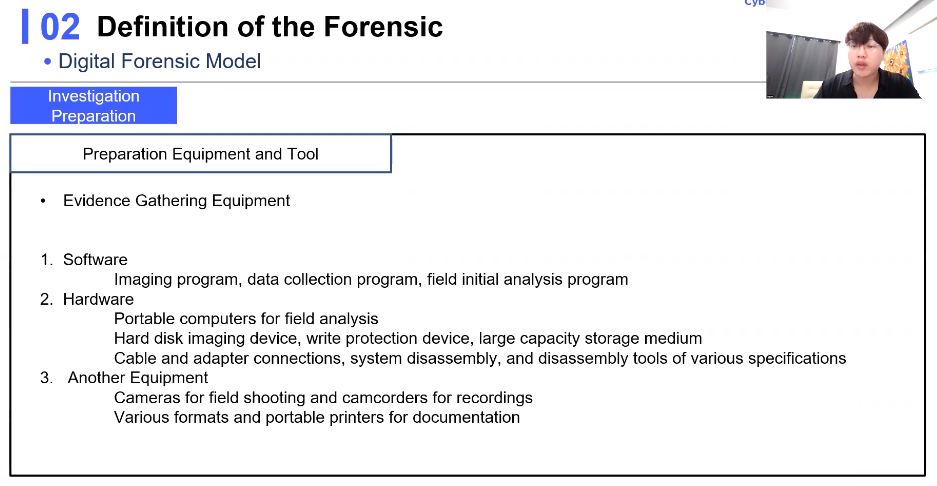 Cyb
02 Definition of the Forensic
• Digital Forensic Model
Investigation
Preparation
Preparation Equipment and Tool
• Evidence Gathering Equipment
1. Software
Imaging program, data collection program, field initial analysis program
2. Hardware
Portable computers for field analysis
Hard disk imaging device, write protection device, large capacity storage medium
Cable and adapter connections, system disassembly, and disassembly tools of various specifications
3. Another Equipment
Cameras for field shooting and camcorders for recordings
Various formats and portable printers for documentation